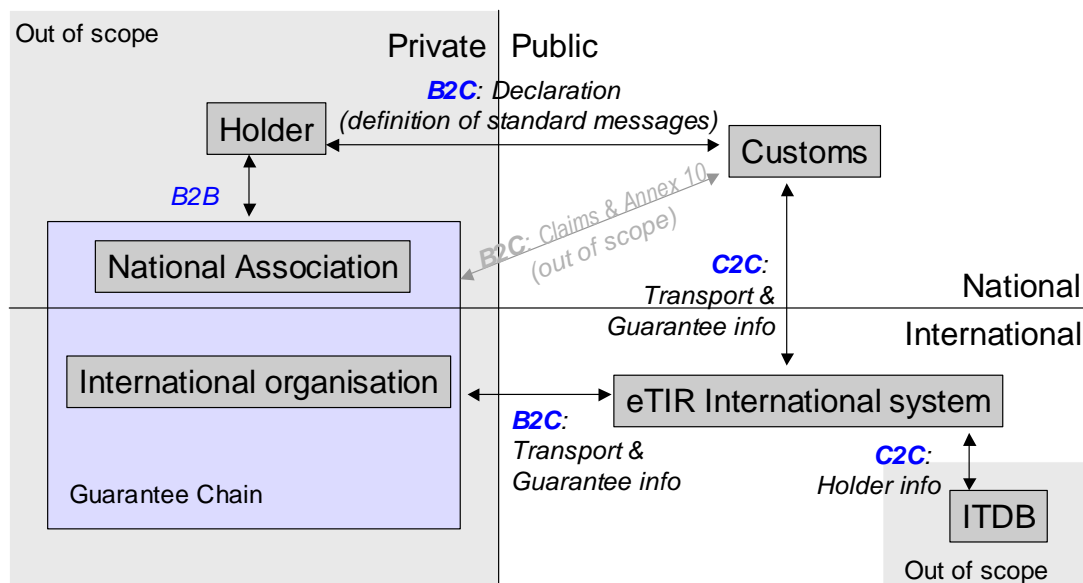 Out of scope
Private
Public
B2C: Declaration
(definition of standard messages)
Holder
Customs
B2B
B2C: Claims & Annex 10
(out of scope)
National Association
C2C:
Transport &
Guarantee info
National
International
International organisation
eTIR International system
B2C:
Transport &
Guarantee info
C2C:
Holder info
Guarantee Chain
ITDB
Out of scope